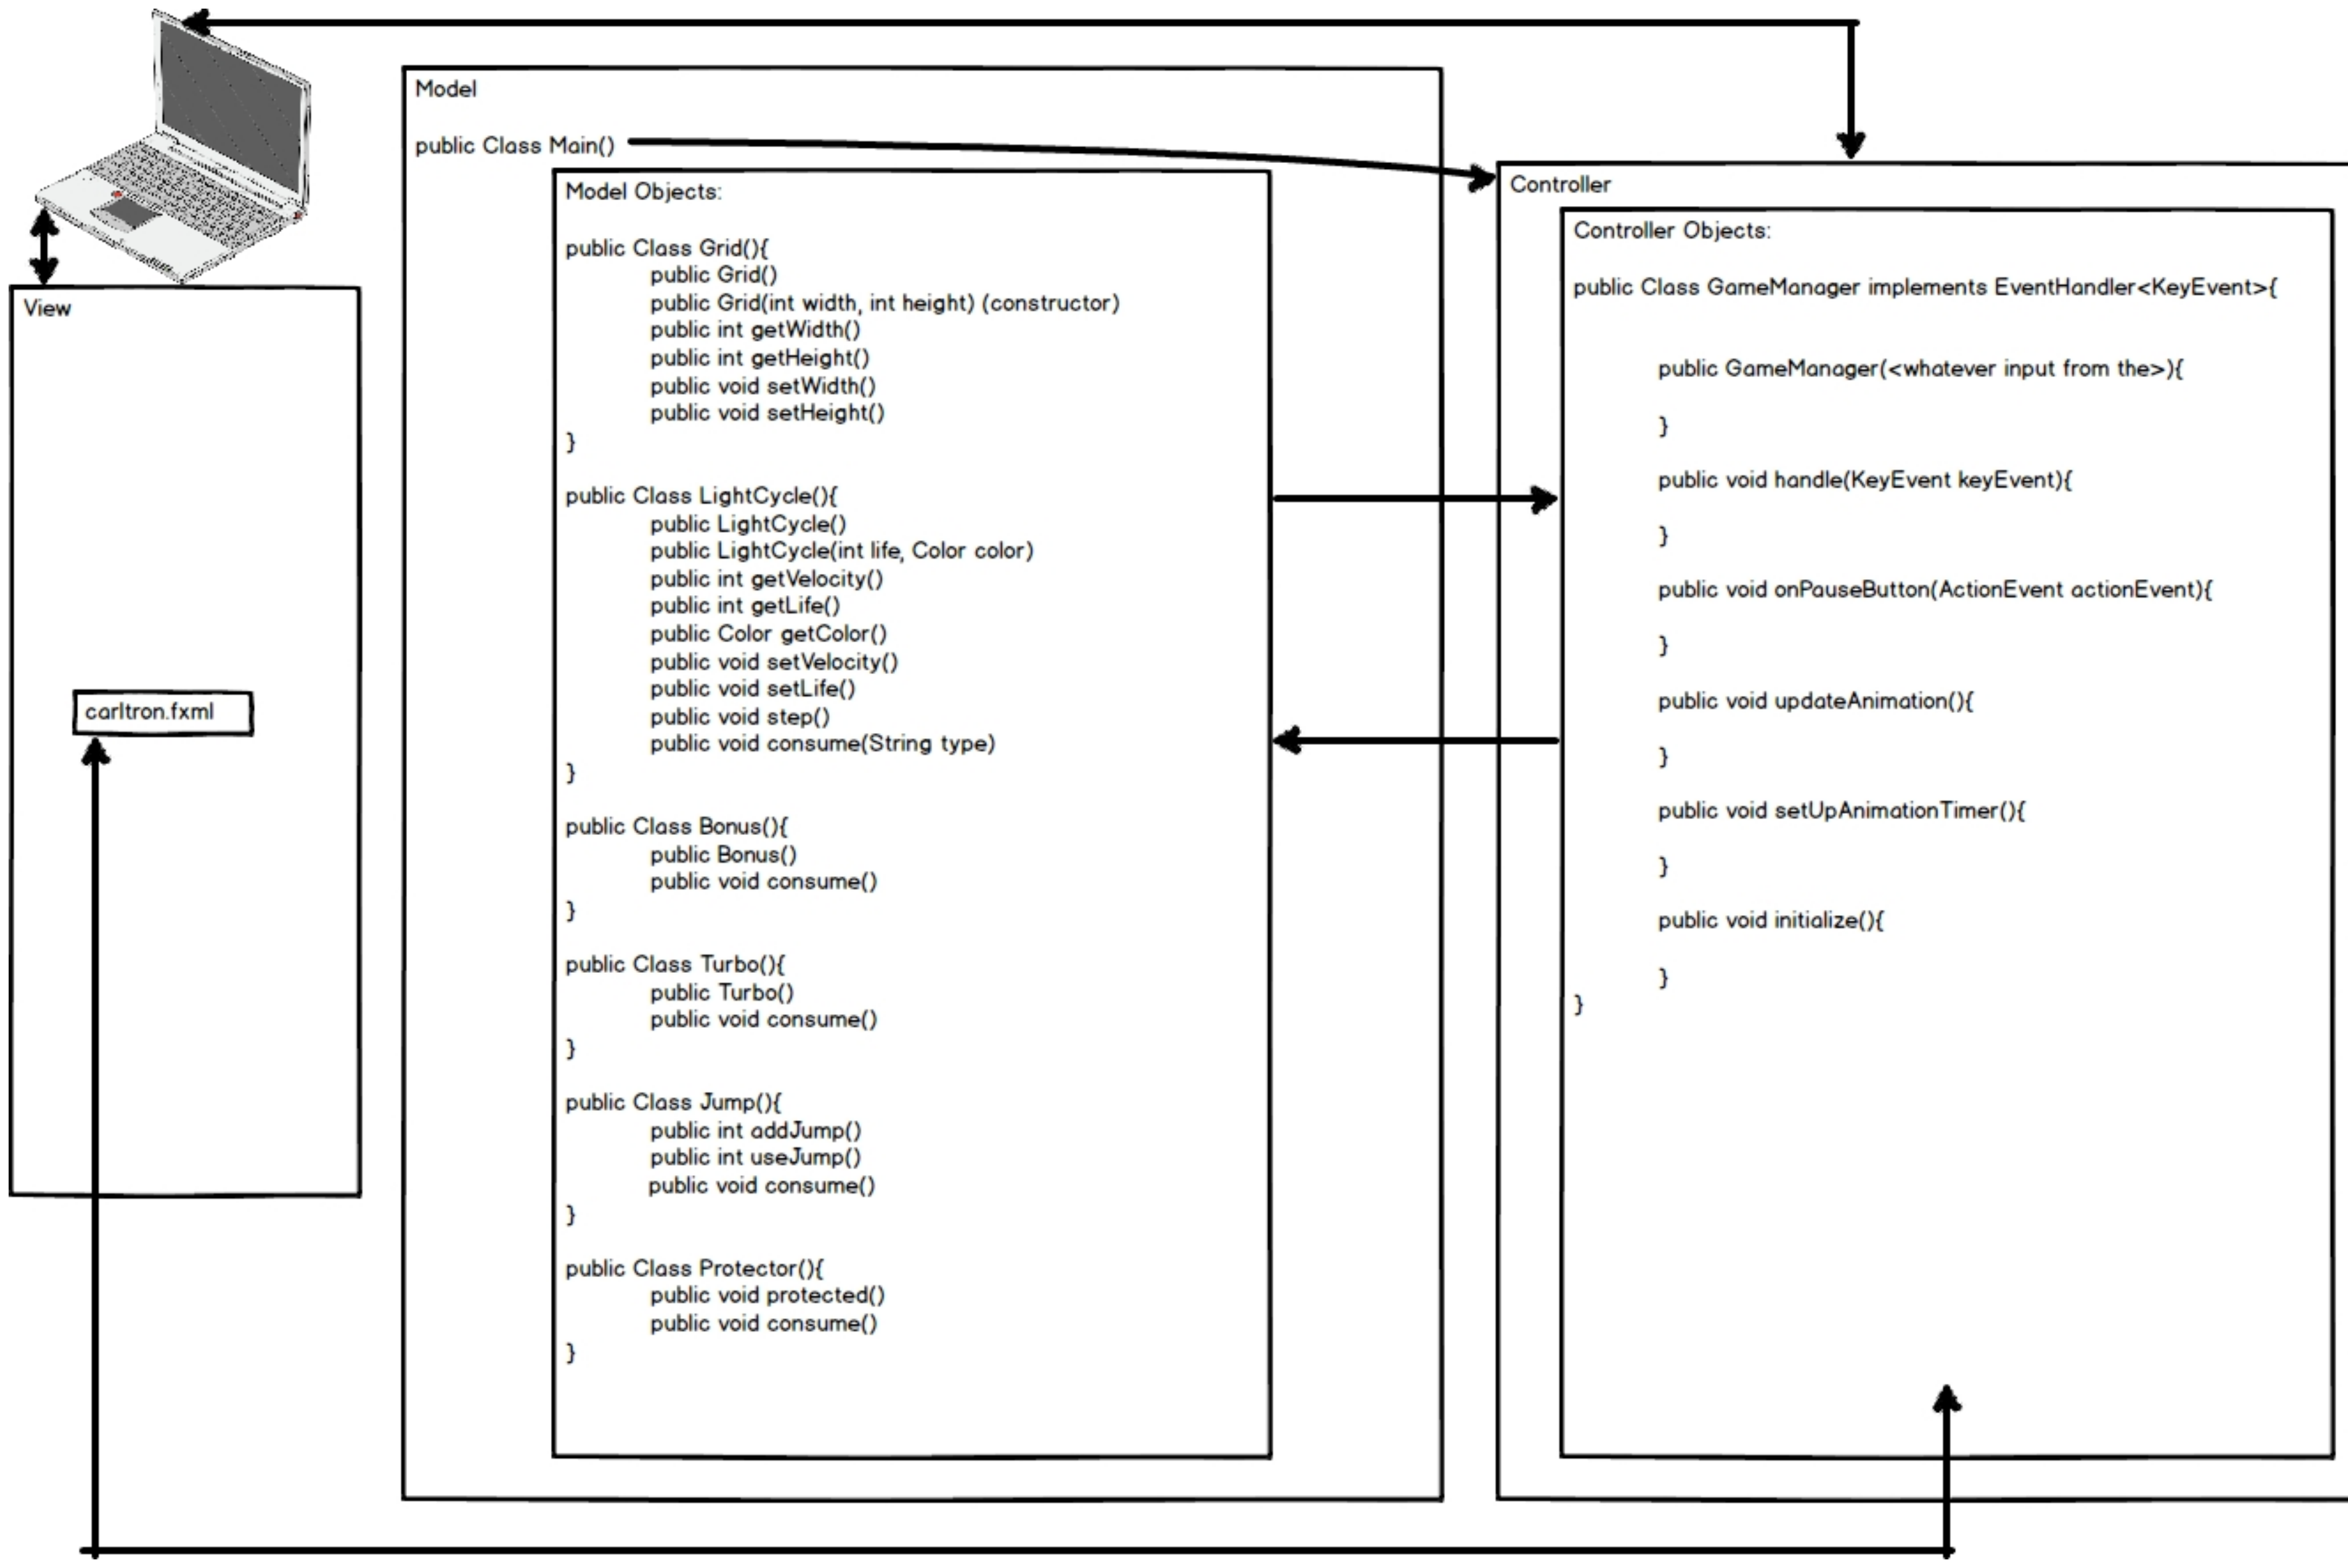 View
carltron.fxml
Model
public Class Main()
Model Objects:
public Class Grid(){
public Grid()
public Grid(int width, int height) (constructor)
public int getWidth()
public int getHeight()
public void setWidth()
public void setHeight()
}
public Class LightCycle(){
public LightCycle()
public LightCycle(int life, Color color)
public int getVelocity()
public int getLife()
public Color getColor()
public void setVelocity()
public void setLife()
public void step()
public void consume(String type)
}
public Class Bonus(){
public Bonus()
public void consume()
}
public Class Turbo(){
public Turbo()
public void consume()
}
public Class Jump(){
public int addJump()
public int useJump()
public void consume()
}
public Class Protector(){
public void protected()
public void consume()
}
Controller
Controller Objects:
public Class GameManager implements EventHandler<KeyEvent>{
public GameManager(<whatever input from the>){
}
public void handle(KeyEvent keyEvent){
}
public void onPauseButton(ActionEvent actionEvent){
}
public void updateAnimation(){
}
public void setUpAnimationTimer(){
}
public void initialize(){
}
}